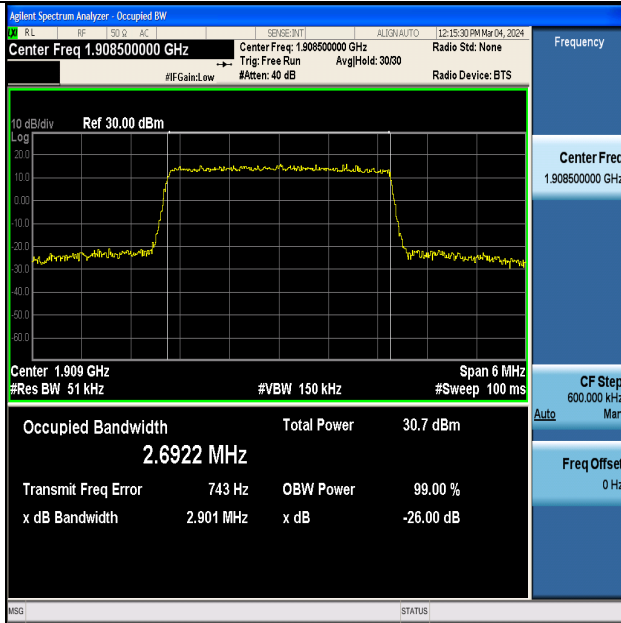 Agilent Spectrum Analyzer - Occupied BW
RL RF 50 Ω AC SENSE:INT ALIGN AUTO 12:15:30 PM Mar 04, 2024
Center Freq 1.908500000 GHz
Center Freq: 1.908500000 GHz
Radio Std: None
Trig: Free Run Avg|Hold: 30/30
#IFGain:Low #Atten: 40 dB Radio Device: BTS
10 dB/div Ref 30.00 dBm
Log
20.0
10.0
0.00
-10.0
-20.0
-30.0
-40.0
-50.0
-60.0
Center 1.909 GHz Span 6 MHz
#Res BW 51 kHz #VBW 150 kHz #Sweep 100 ms
Occupied Bandwidth Total Power 30.7 dBm
2.6922 MHz
Transmit Freq Error 743 Hz OBW Power 99.00 %
x dB Bandwidth 2.901 MHz x dB -26.00 dB
Frequency
Center Freq
1.908500000 GHz
CF Step
600.000 kHz
Auto Man
Freq Offset
0 Hz
MSG STATUS